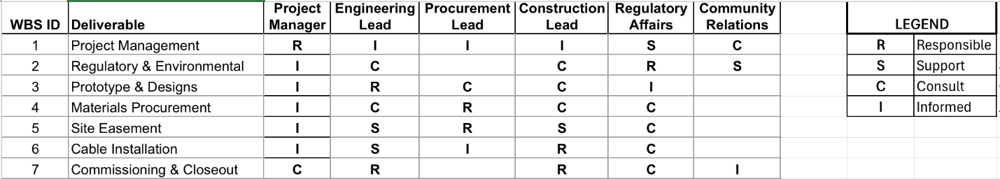 WBS ID Deliverable Project Manager Engineering Lead Procurement Lead Construction Lead Regulatory Affairs Community Relations
1 Project Management R I I I S C
2 Regulatory & Environmental I C C R S
3 Prototype & Designs I R C C I
4 Materials Procurement I C R C C
5 Site Easement I S R S C
6 Cable Installation I S I R C
7 Commissioning & Closeout C R R C I
LEGEND
R Responsible
S Support
C Consult
I Informed